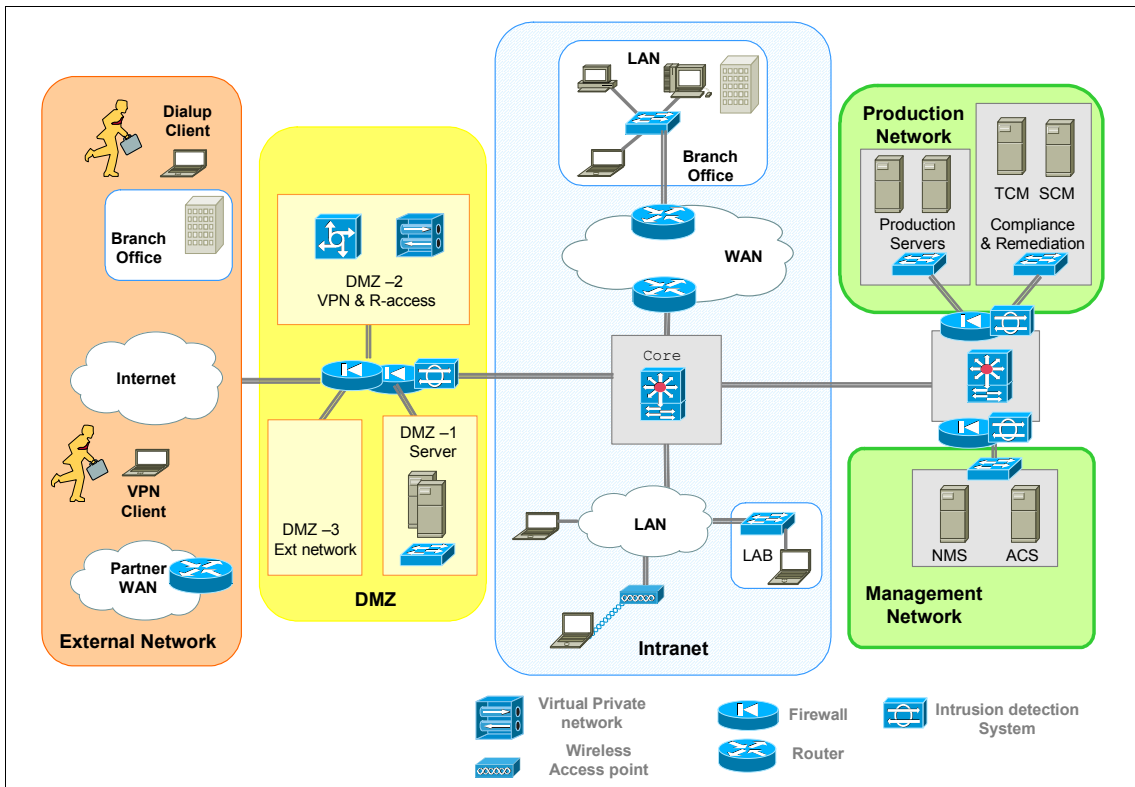 Dialup
Client
Branch
Office
Internet
VPN
Client
Partner
WAN
External Network
DMZ –2
VPN & R-access
DMZ –1
Server
DMZ –3
Ext network
DMZ
LAN
Branch
Office
WAN
Core
LAN
LAB
Intranet
Production
Network
TCM
SCM
Production
Servers
Compliance
& Remediation
NMS
ACS
Management
Network
Virtual Private
network
Wireless
Access point
Firewall
Router
Intrusion detection
System